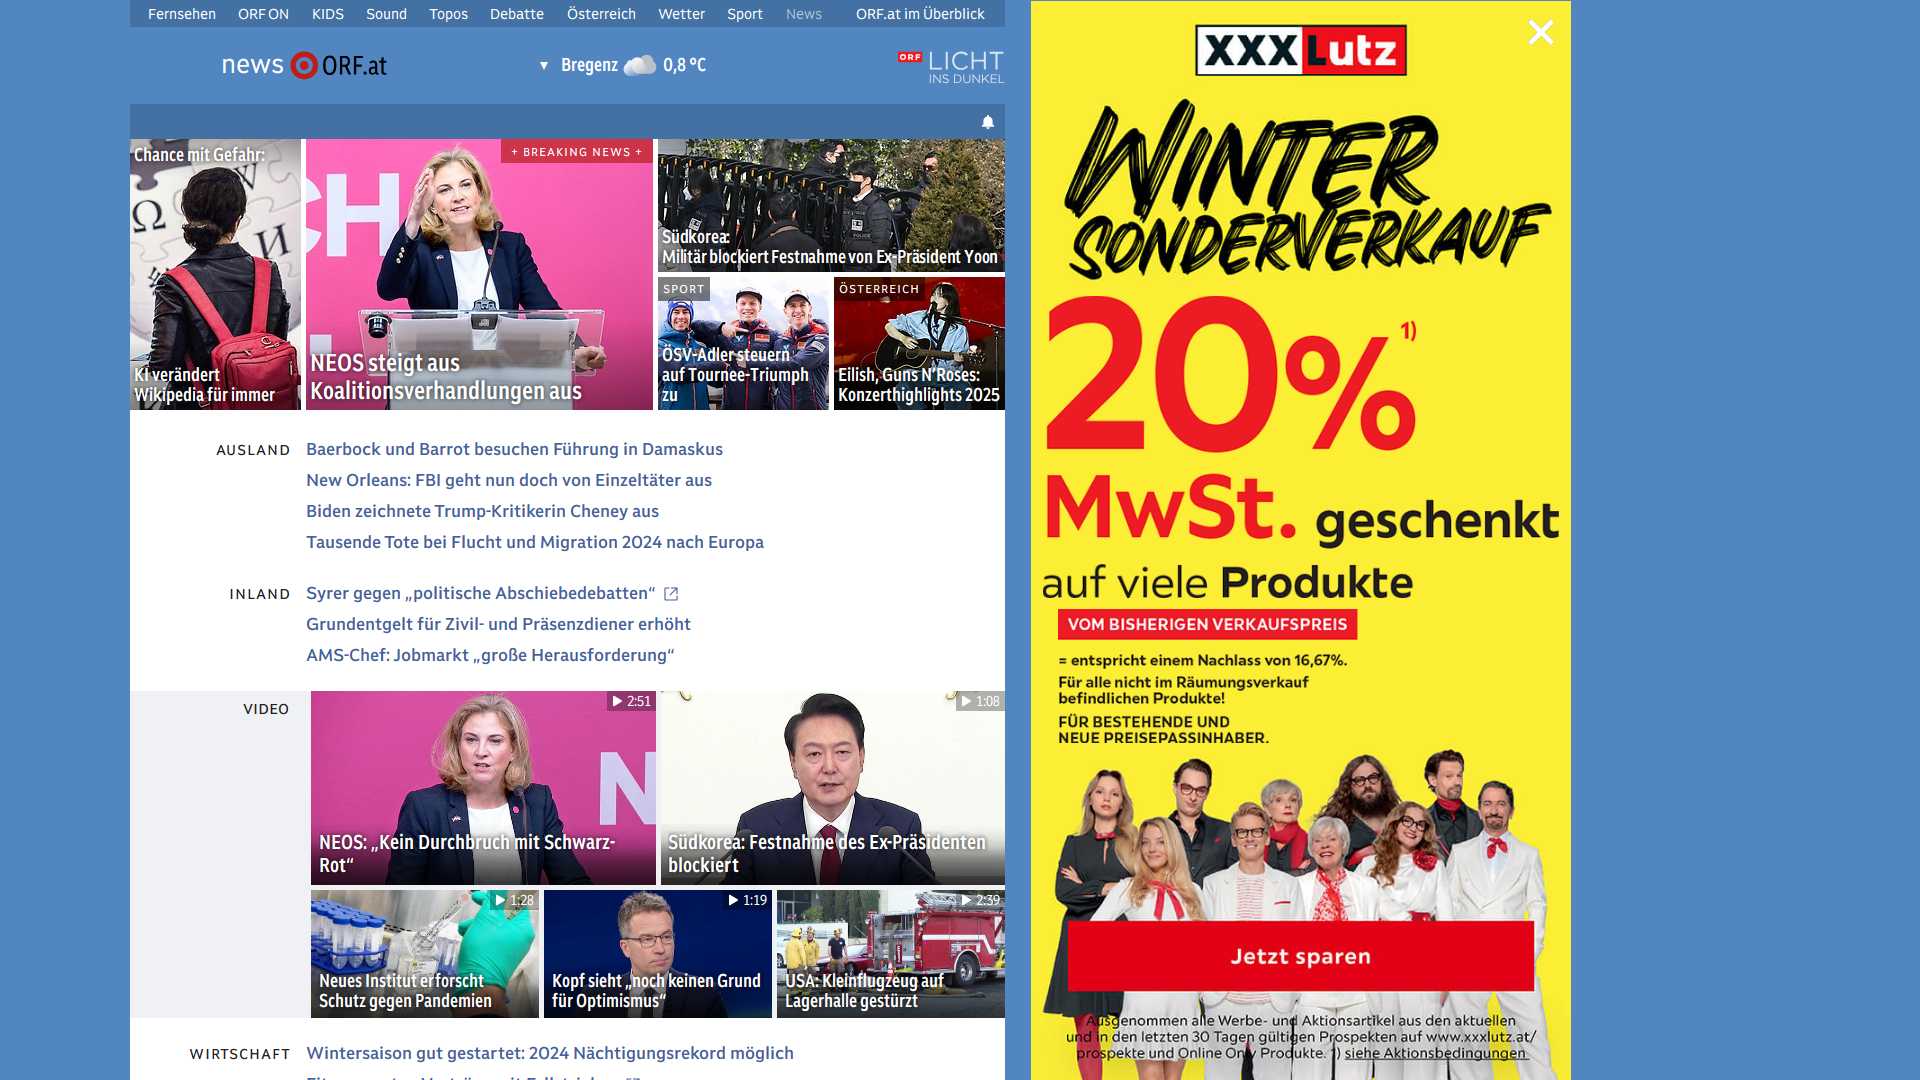 Fernsehen ORF ON KIDS Sound Topos Debatte Österreich Wetter Sport News ORF.at im Überblick
news ORF.at
▼ Bregenz 0,8 °C
ORF LICHT
INS DUNKEL
Chance mit Gefahr:
KI verändert
Wikipedia für immer
+ BREAKING NEWS +
NEOS steigt aus
Koalitionsverhandlungen aus
POLICE
Südkorea:
Militär blockiert Festnahme von Ex-Präsident Yoon
SPORT
ÖSV-Adler steuern
auf Tournee-Triumph
zu
ÖSTERREICH
Eilish, Guns N'Roses:
Konzerthighlights 2025
AUSLAND
Baerbock und Barrot besuchen Führung in Damaskus
New Orleans: FBI geht nun doch von Einzeltäter aus
Biden zeichnete Trump-Kritikerin Cheney aus
Tausende Tote bei Flucht und Migration 2024 nach Europa
INLAND
Syrer gegen „politische Abschiebedebatten“
Grundentgelt für Zivil- und Präsenzdiener erhöht
AMS-Chef: Jobmarkt „große Herausforderung“
VIDEO
2:51
NEOS: „Kein Durchbruch mit Schwarz-
Rot“
1:08
Südkorea: Festnahme des Ex-Präsidenten
blockiert
1:28
Neues Institut erforscht
Schutz gegen Pandemien
1:19
Kopf sieht „noch keinen Grund
für Optimismus“
2:39
USA: Kleinflugzeug auf
Lagerhalle gestürzt
WIRTSCHAFT
Wintersaison gut gestartet: 2024 Nächtigungsrekord möglich
XXXLutz
WINTER
SONDERVERKAUF
20% 1)
MwSt. geschenkt
auf viele Produkte
VOM BISHERIGEN VERKAUFSPREIS
= entspricht einem Nachlass von 16,67%.
Für alle nicht im Räumungsverkauf
befindlichen Produkte!
FÜR BESTEHENDE UND
NEUE PREISEPASSINHABER.
Jetzt sparen
Ausgenommen alle Werbe- und Aktionsartikel aus den aktuellen
und in den letzten 30 Tagen gültigen Prospekten auf www.xxxlutz.at/
prospekte und Online Only Produkte. 1) siehe Aktionsbedingungen